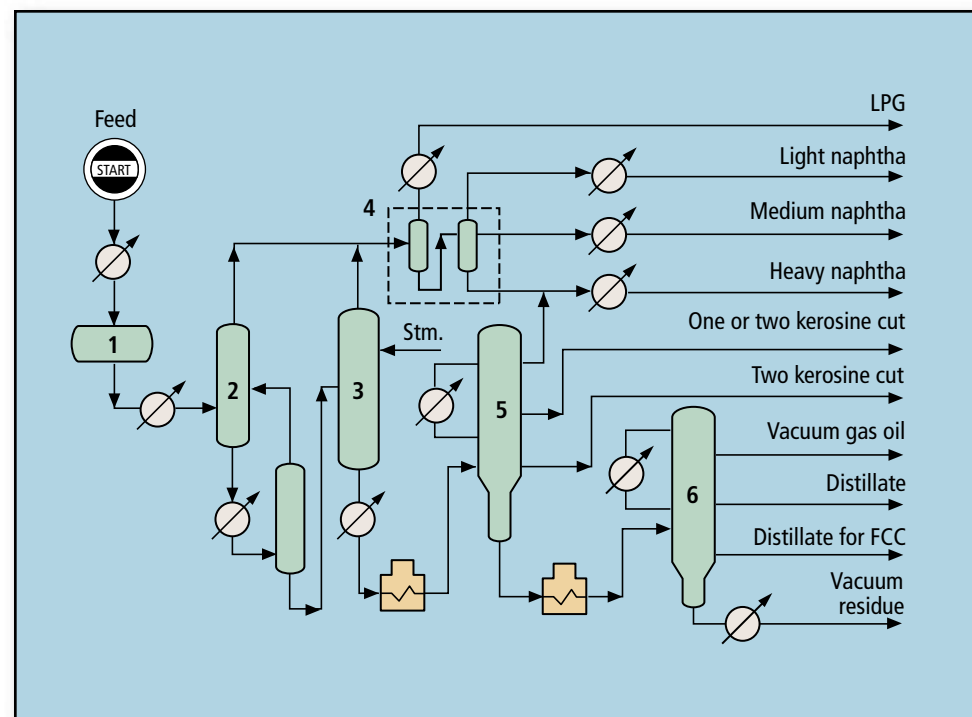 Feed
START
LPG
Light naphtha
4
Medium naphtha
Heavy naphtha
One or two kerosine cut
Stm.
1
2
3
5
Two kerosine cut
Vacuum gas oil
6
Distillate
Distillate for FCC
Vacuum
residue